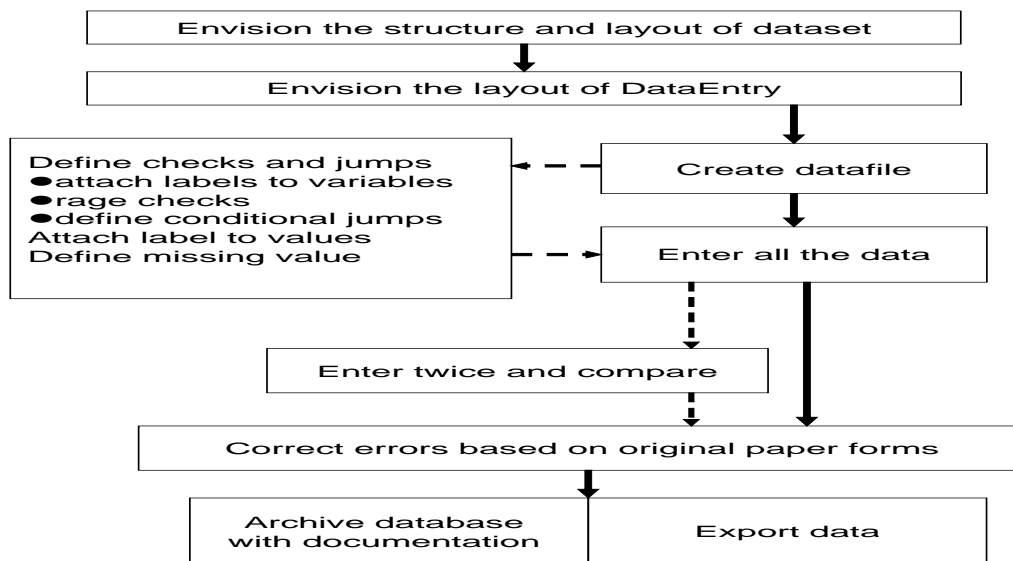 Envision the structure and layout of dataset
Envision the layout of DataEntry
Define checks and jumps
●attach labels to variables
●rage checks
●define conditional jumps
Attach label to values
Define missing value
Create datafile
Enter all the data
Enter twice and compare
Correct errors based on original paper forms
Archive database
with documentation
Export data